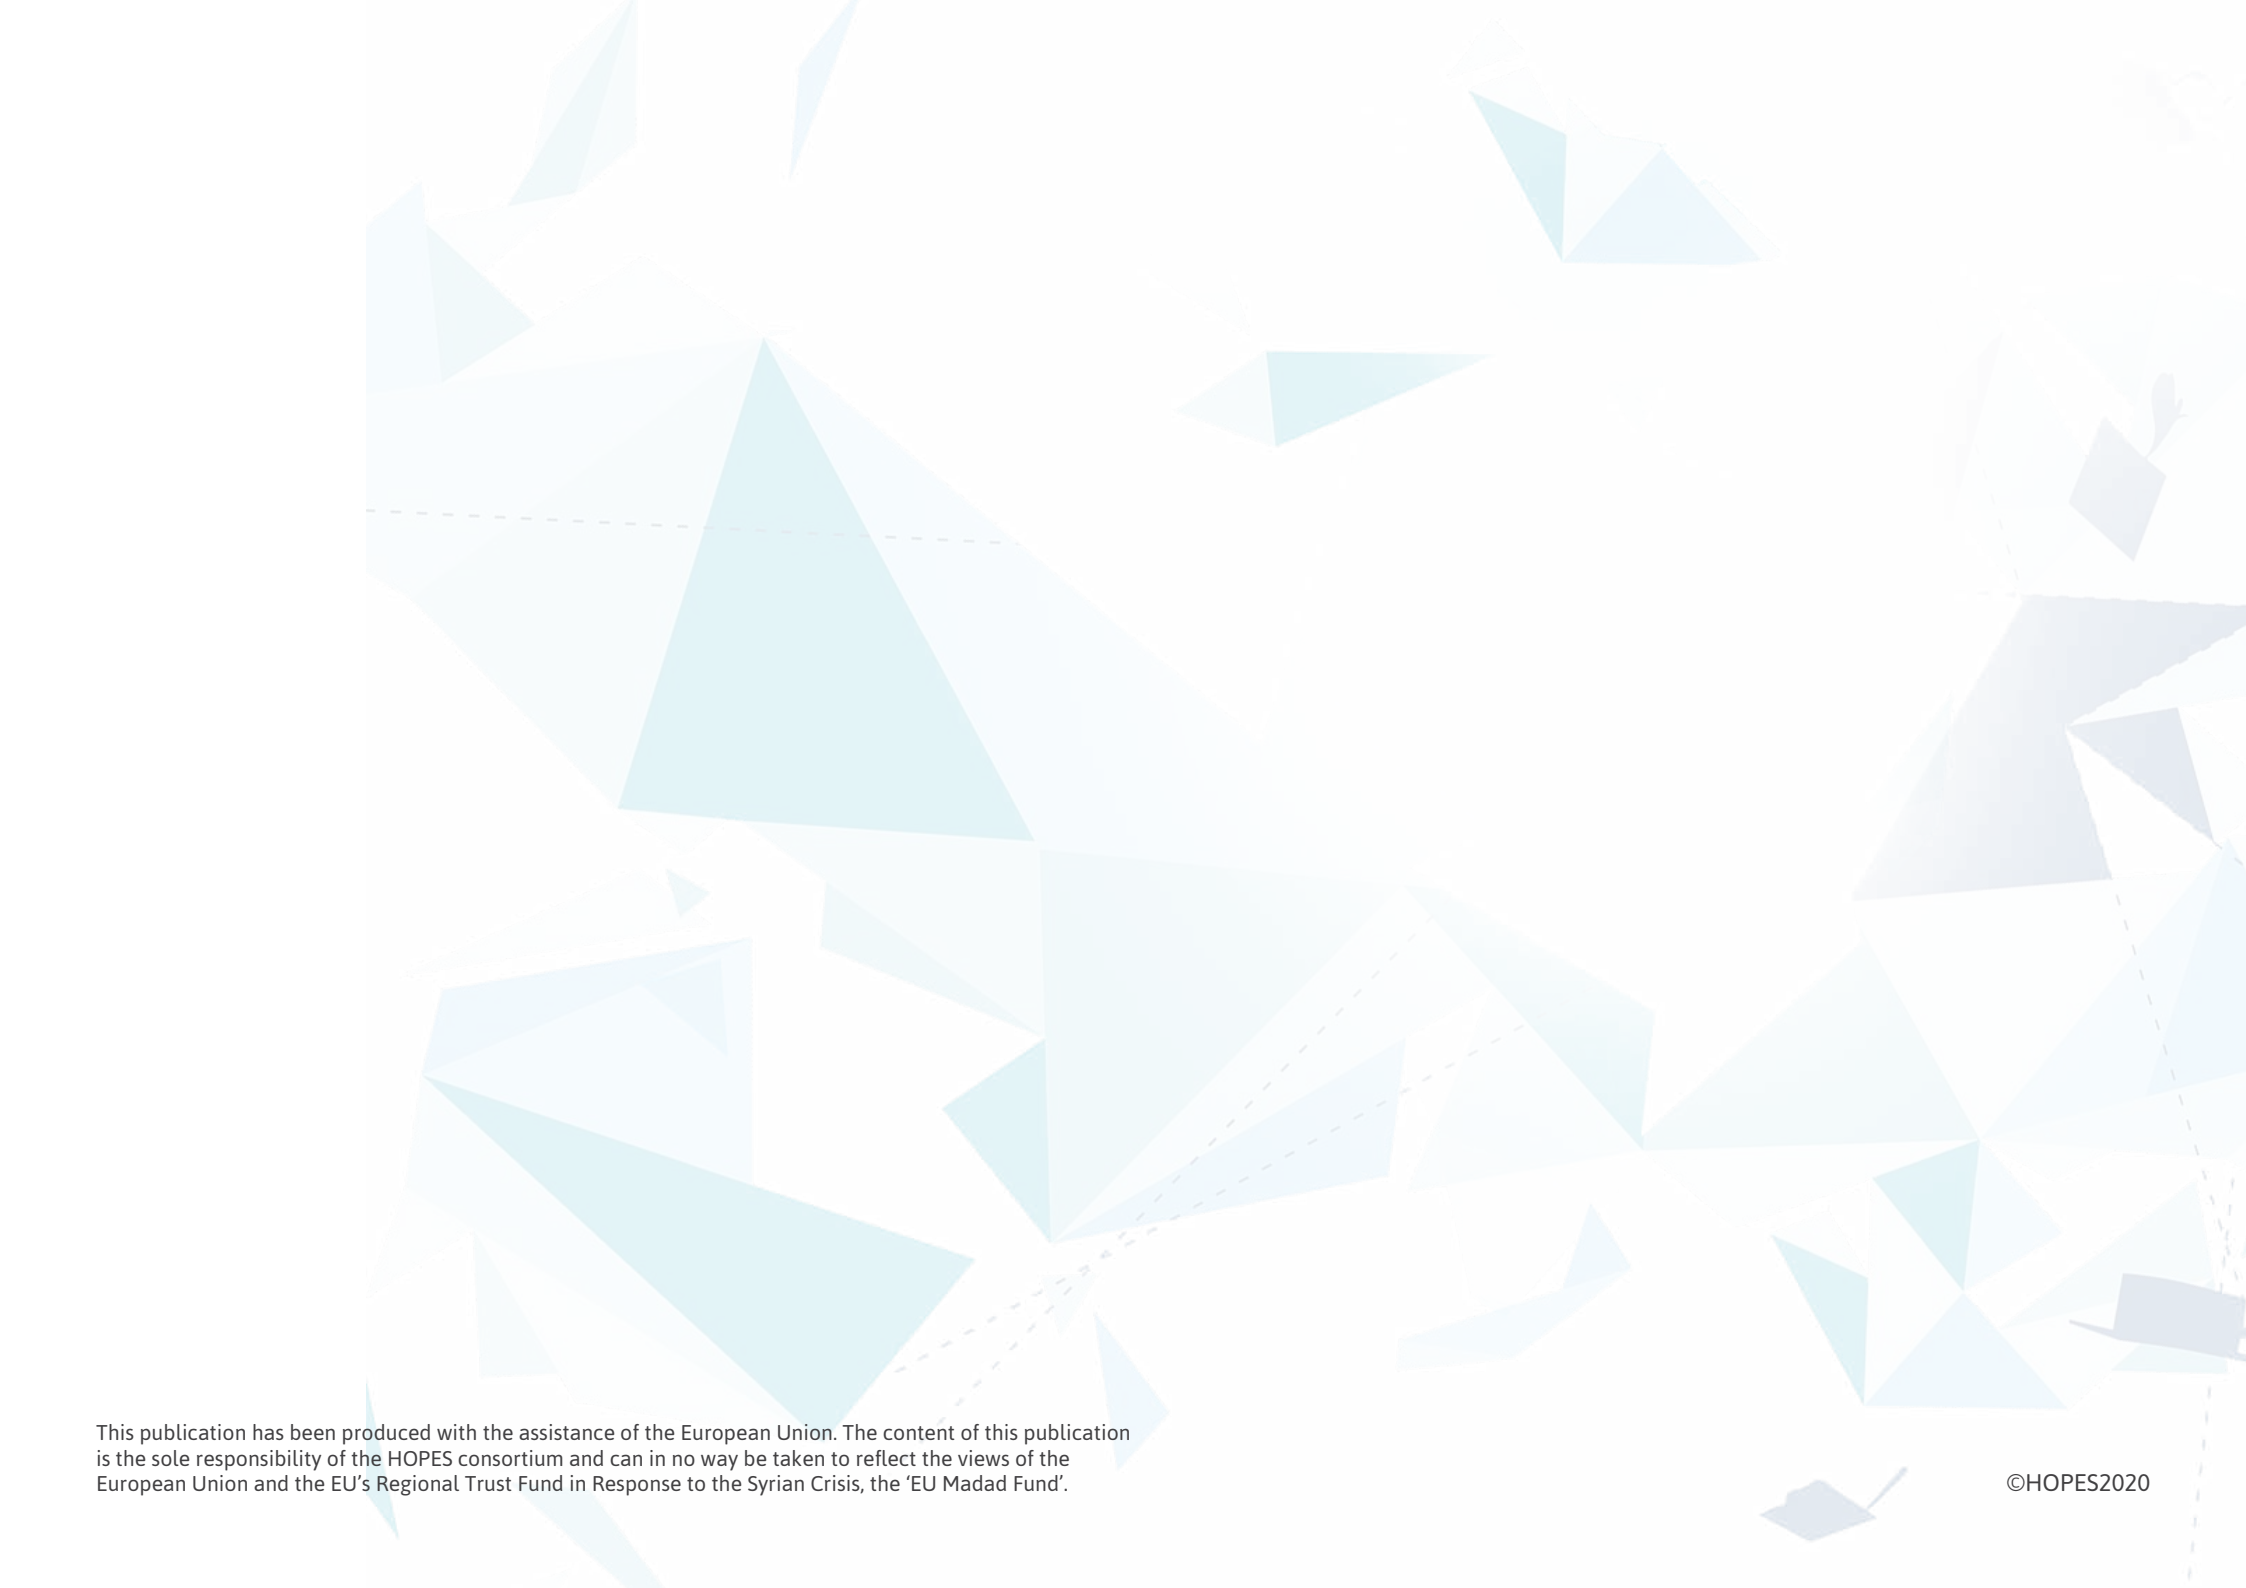 This publication has been produced with the assistance of the European Union. The content of this publication
is the sole responsibility of the HOPES consortium and can in no way be taken to reflect the views of the
European Union and the EU’s Regional Trust Fund in Response to the Syrian Crisis, the ‘EU Madad Fund’.
©HOPES2020